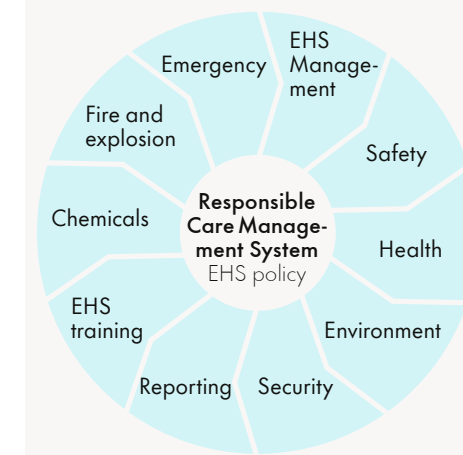 Responsible
Care Manage-
ment System
EHS policy
EHS
Manage-
ment
Safety
Health
Environment
Security
Reporting
EHS
training
Chemicals
Fire and
explosion
Emergency